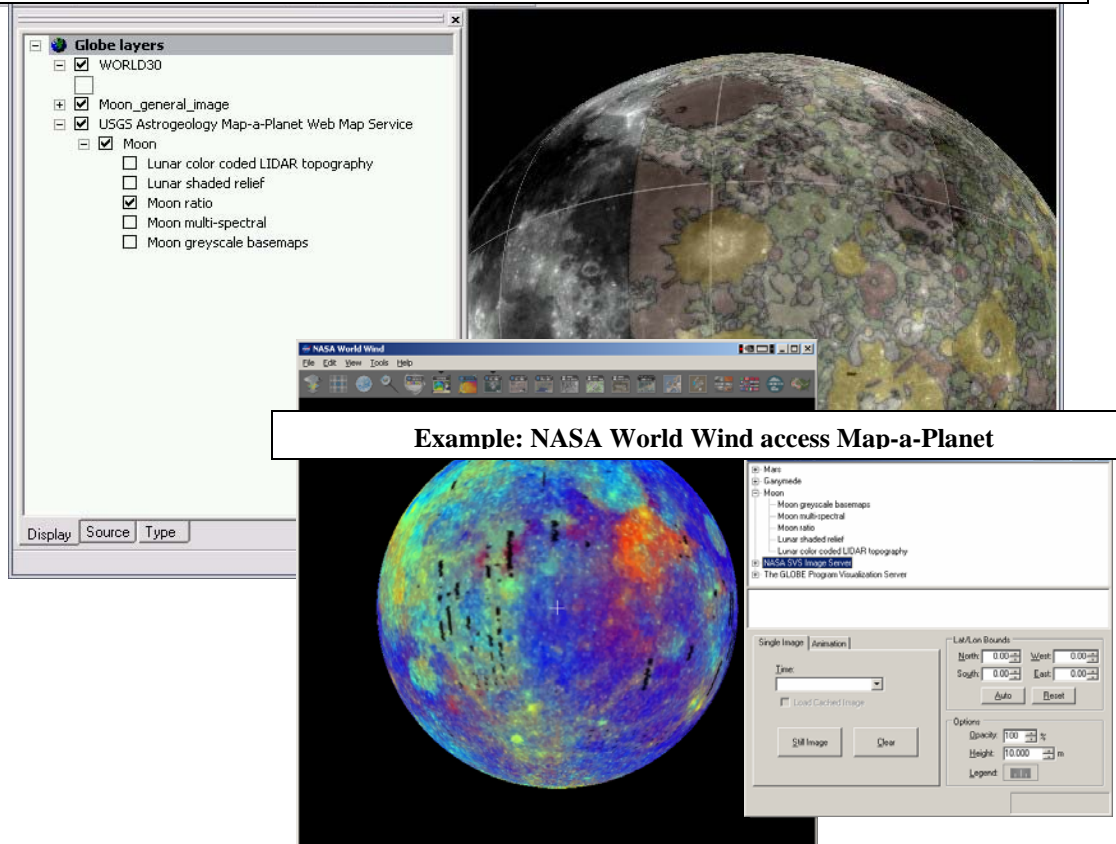 Globe layers
WORLD30
Moon_general_image
USGS Astrogeology Map-a-Planet Web Map Service
Moon
Lunar color coded LIDAR topography
Lunar shaded relief
Moon ratio
Moon multi-spectral
Moon greyscale basemaps
Display Source Type
NASA World Wind
File Edit View Tools Help
Example: NASA World Wind access Map-a-Planet
Mars
Ganymede
Moon
Moon greyscale basemaps
Moon multi-spectral
Moon ratio
Lunar shaded relief
Lunar color coded LIDAR topography
NASA SVS Image Server
The GLOBE Program Visualization Server
Single Image Animation
Time:
Load Cached Image
Still Image Clear
Lat/Lon Bounds
North: 0.00 West: 0.00
South: 0.00 East: 0.00
Auto Reset
Options
Opacity: 100 %
Height: 10.000 m
Legend: